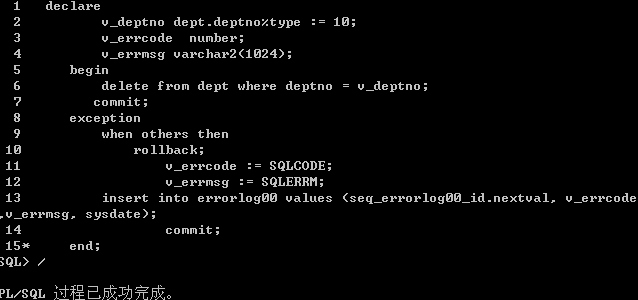 1   declare
2          v_deptno dept.deptno%type := 10;
3          v_errcode  number;
4          v_errmsg varchar2(1024);
5      begin
6          delete from dept where deptno = v_deptno;
7         commit;
8      exception
9          when others then
10              rollback;
11                  v_errcode := SQLCODE;
12                  v_errmsg := SQLERRM;
13          insert into errorlog00 values (seq_errorlog00_id.nextval, v_errcode
,v_errmsg, sysdate);
14                  commit;
15*     end;
SQL> /
PL/SQL 过程已成功完成。